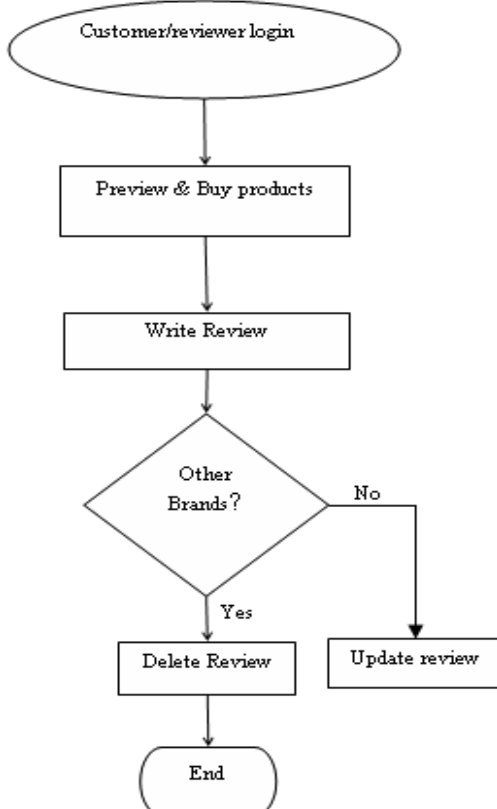 Customer/reviewer login
Preview & Buy products
Write Review
Other
Brands?
No
Yes
Delete Review
Update review
End